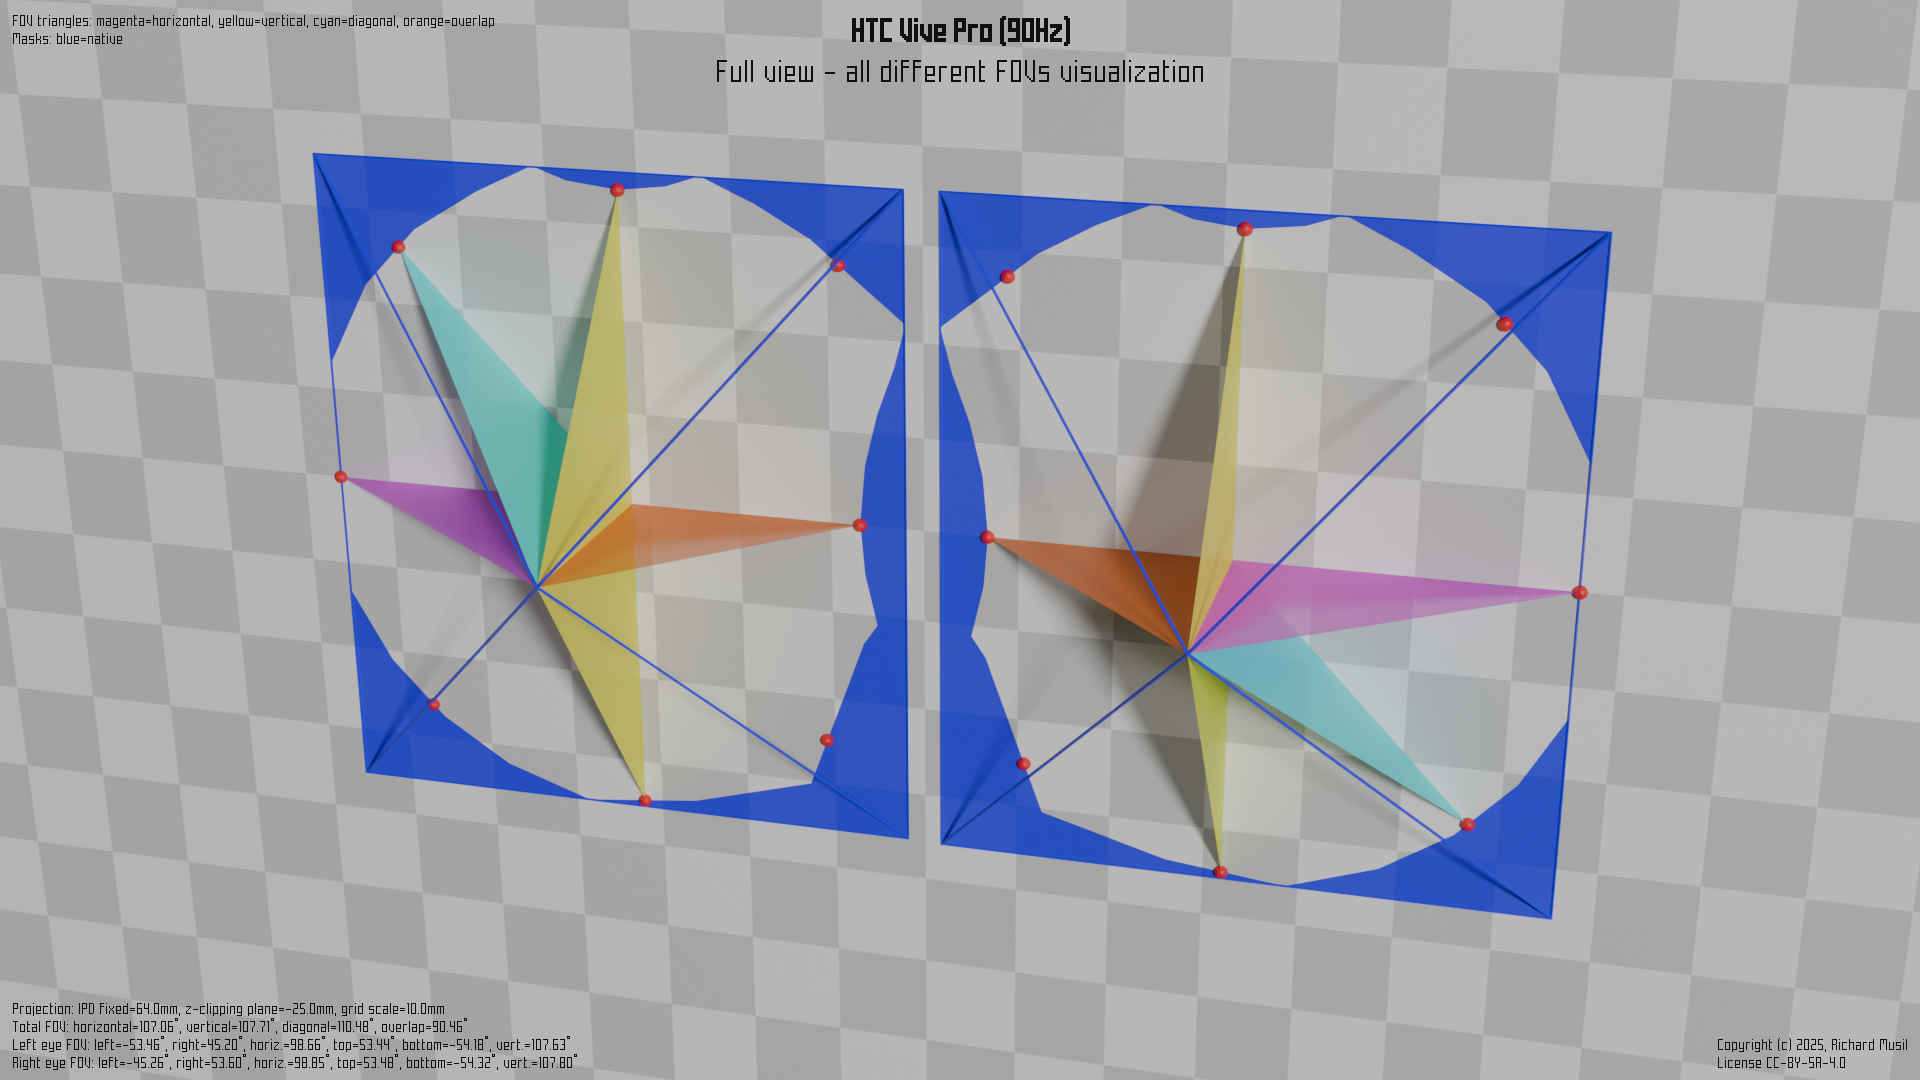 FOV triangles: magenta=horizontal, yellow=vertical, cyan=diagonal, orange=overlap
Masks: blue=native
HTC Vive Pro (90Hz)
Full view - all different FOVs visualization
Projection: IPD fixed=64.0mm, z-clipping plane=-25.0mm, grid scale=10.0mm
Total FOV: horizontal=107.06°, vertical=107.71°, diagonal=110.48°, overlap=90.46°
Left eye FOV: left=-53.46°, right=45.20°, horiz.=98.66°, top=53.44°, bottom=-54.18°, vert.=107.63°
Right eye FOV: left=-45.26°, right=53.60°, horiz.=98.85°, top=53.48°, bottom=-54.32°, vert.=107.80°
Copyright (c) 2025, Richard Musil
License CC-BY-SA-4.0